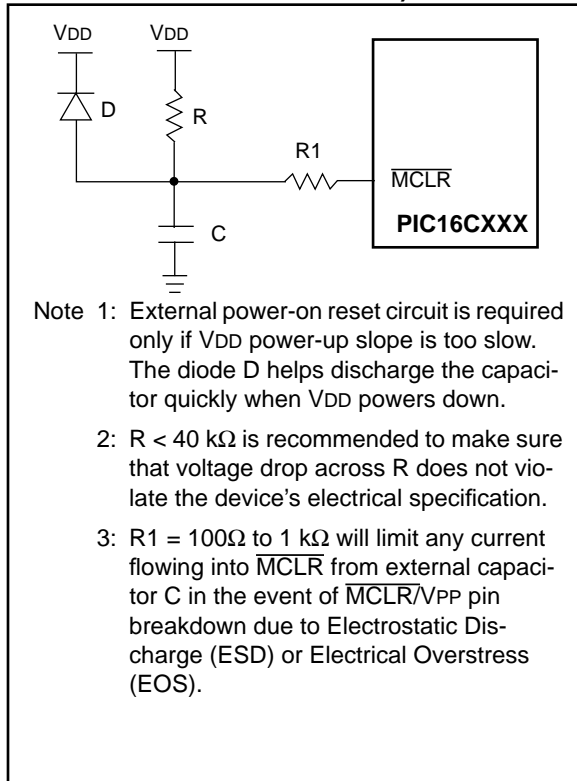 VDD VDD
D
R
R1
MCLR
PIC16CXXX
C
Note 1: External power-on reset circuit is required
only if VDD power-up slope is too slow.
The diode D helps discharge the capaci-
tor quickly when VDD powers down.
2: R < 40 kΩ is recommended to make sure
that voltage drop across R does not vio-
late the device's electrical specification.
3: R1 = 100Ω to 1 kΩ will limit any current
flowing into MCLR from external capaci-
tor C in the event of MCLR/VPP pin
breakdown due to Electrostatic Dis-
charge (ESD) or Electrical Overstress
(EOS).